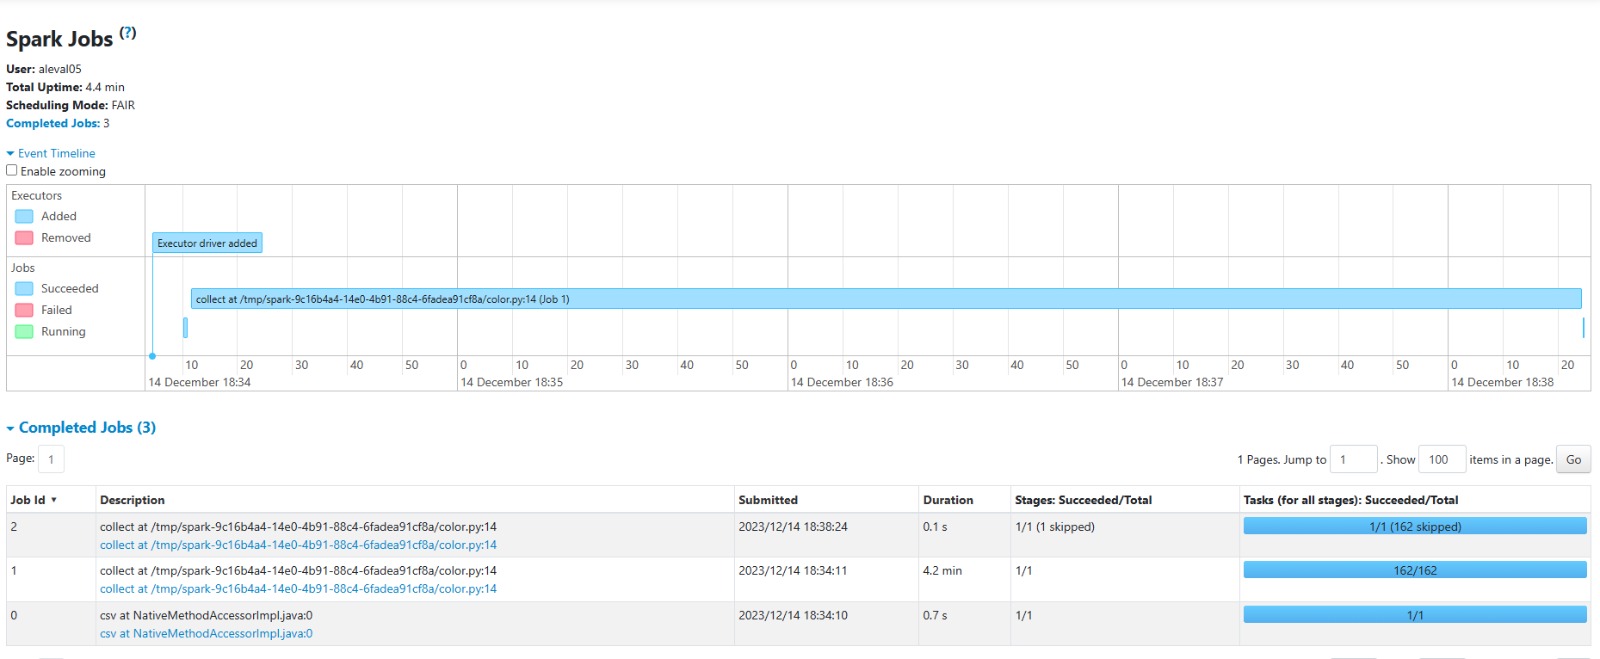 Spark Jobs (?)
User: aleval05
Total Uptime: 4.4 min
Scheduling Mode: FAIR
Completed Jobs: 3
Event Timeline
Enable zooming
Executors
Added
Removed
Executor driver added
Jobs
Succeeded
Failed
Running
collect at /tmp/spark-9c16b4a4-14e0-4b91-88c4-6fadea91cf8a/color.py:14 (Job 1)
10 20 30 40 50 0 10 20 30 40 50 0 10 20 30 40 50 0 10 20 30 40 50 0 10 20
14 December 18:34 14 December 18:35 14 December 18:36 14 December 18:37 14 December 18:38
Completed Jobs (3)
Page: 1 1 Pages. Jump to 1 . Show 100 items in a page. Go
Job Id ▾ Description Submitted Duration Stages: Succeeded/Total Tasks (for all stages): Succeeded/Total
2 collect at /tmp/spark-9c16b4a4-14e0-4b91-88c4-6fadea91cf8a/color.py:14 2023/12/14 18:38:24 0.1 s 1/1 (1 skipped) 1/1 (162 skipped)
collect at /tmp/spark-9c16b4a4-14e0-4b91-88c4-6fadea91cf8a/color.py:14
1 collect at /tmp/spark-9c16b4a4-14e0-4b91-88c4-6fadea91cf8a/color.py:14 2023/12/14 18:34:11 4.2 min 1/1 162/162
collect at /tmp/spark-9c16b4a4-14e0-4b91-88c4-6fadea91cf8a/color.py:14
0 csv at NativeMethodAccessorImpl.java:0 2023/12/14 18:34:10 0.7 s 1/1 1/1
csv at NativeMethodAccessorImpl.java:0